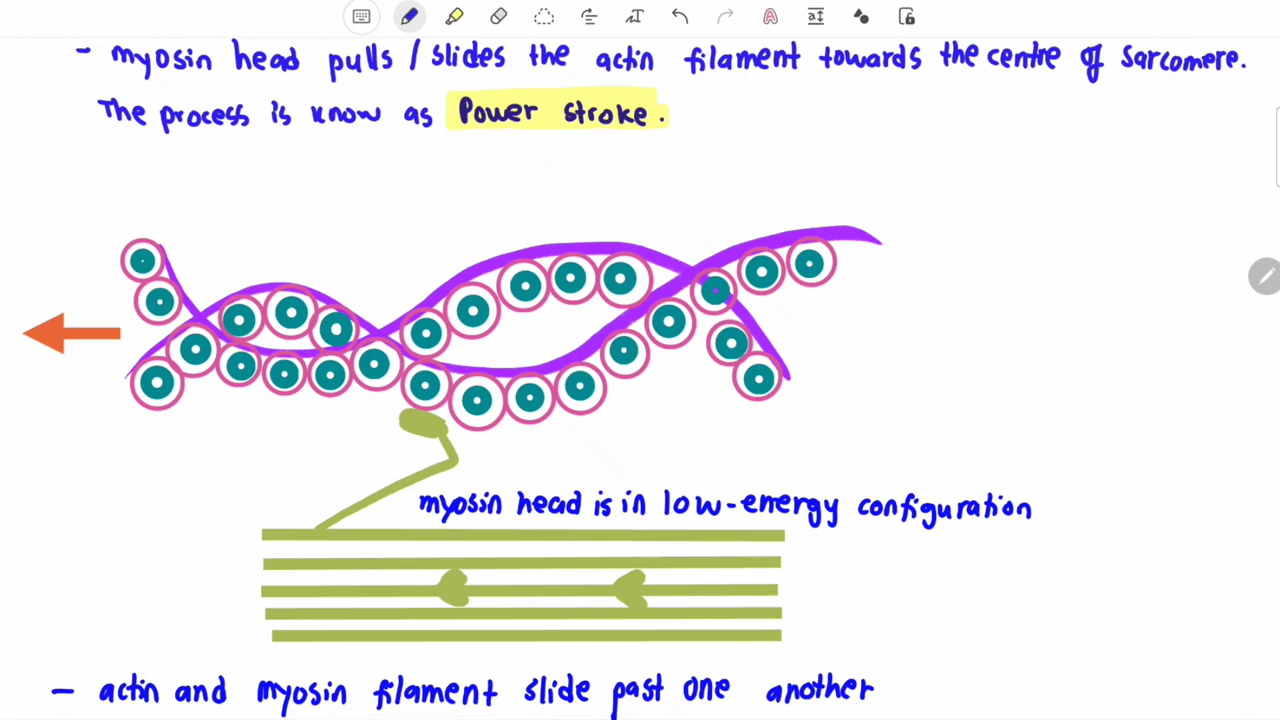 - myosin head pulls / slides the actin filament towards the centre of sarcomere.
The process is know as Power stroke.
myosin head is in low-energy configuration
- actin and myosin filament slide past one another